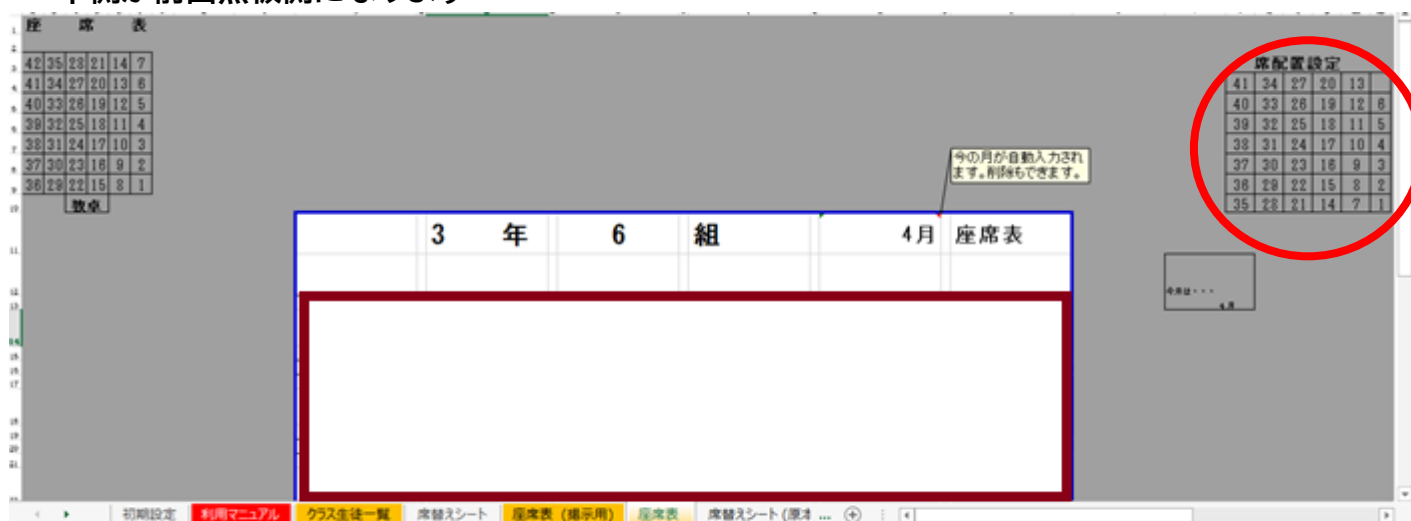 座 席 表
42 35 28 21 14 7
41 34 27 20 13 6
40 33 26 19 12 5
39 32 25 18 11 4
38 31 24 17 10 3
37 30 23 16 9 2
36 29 22 15 8 1
教卓
席配置設定
41 34 27 20 13
40 33 26 19 12 6
39 32 25 18 11 5
38 31 24 17 10 4
37 30 23 16 9 3
36 29 22 15 8 2
35 28 21 14 7 1
今の月が自動入力され
ます。削除もできます。
3 年 6 組 4月 座席表
今月は・・・
4月
初期設定 利用マニュアル クラス生徒一覧 席替えシート 座席表（掲示用） 座席表 席替えシート (原本 ...